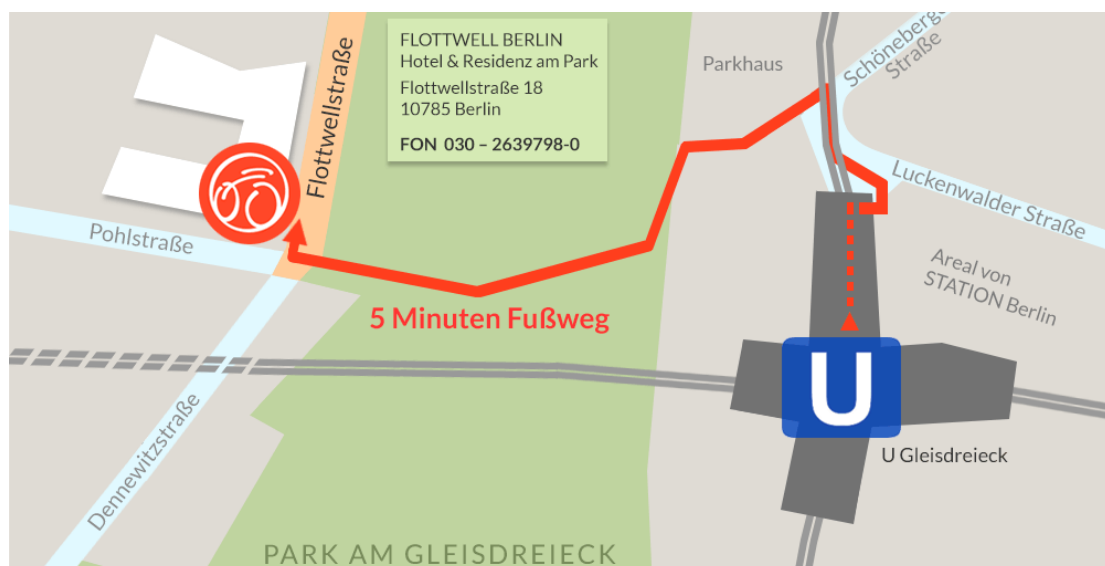 FLOTTWELL BERLIN
Hotel & Residenz am Park
Flottwellstraße 18
10785 Berlin
FON 030 – 2639798-0
Flottwellstraße
Parkhaus
Schöneberger
Straße
Luckenwalder Straße
Pohlstraße
Areal von
STATION Berlin
5 Minuten Fußweg
U
U Gleisdreieck
Dennewitzstraße
PARK AM GLEISDREIECK